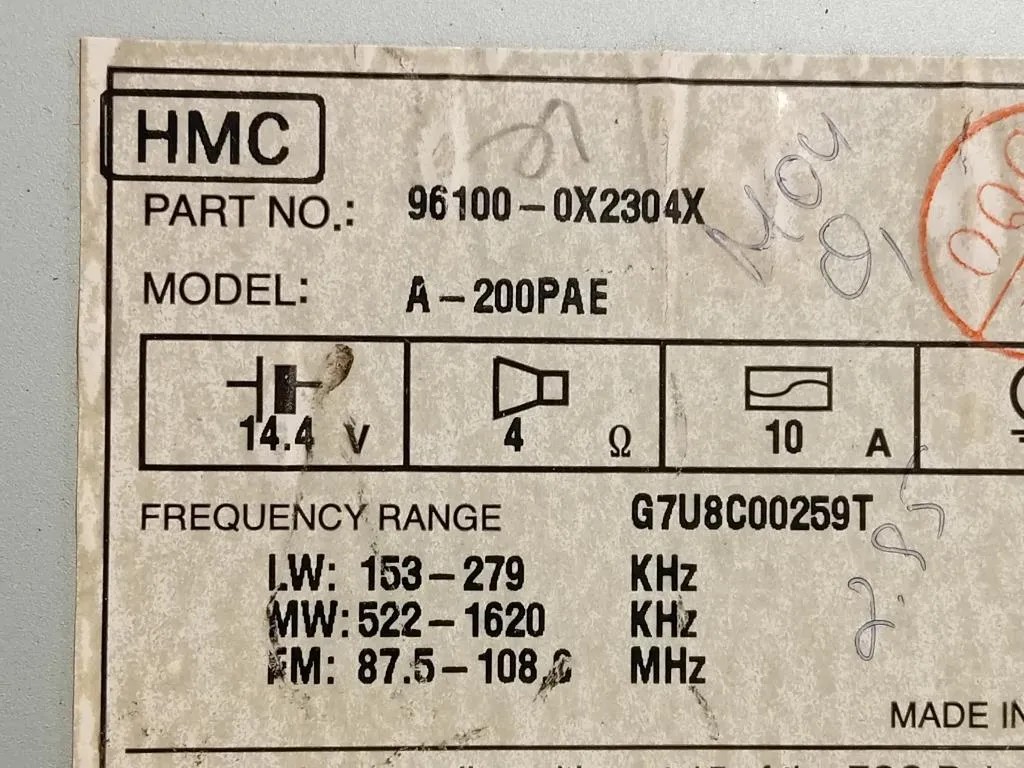 HMC
PART NO.: 96100-0X2304X
MODEL: A-200PAE
14.4 V 4 Ω 10 A
FREQUENCY RANGE G7U8C00259T
LW: 153-279 KHz
MW: 522-1620 KHz
FM: 87.5-108.0 MHz
MADE IN